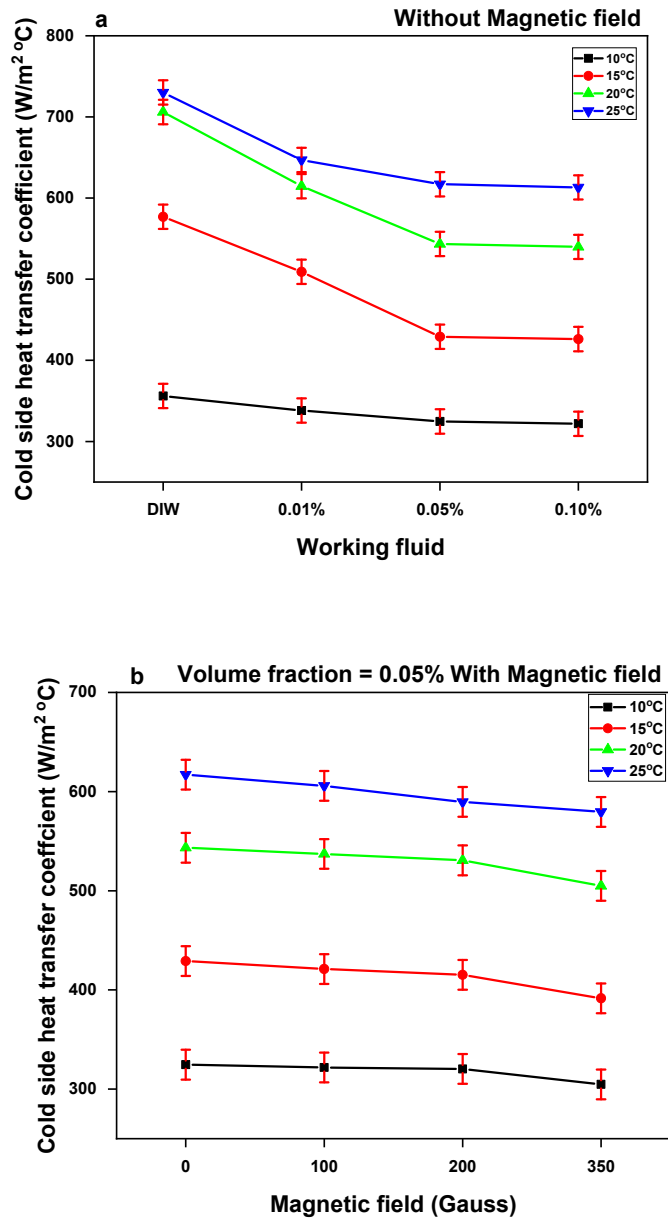 a Without Magnetic field
Cold side heat transfer coefficient (W/m² ºC)
800
700
600
500
400
300
10ºC
15ºC
20ºC
25ºC
DIW 0.01% 0.05% 0.10%
Working fluid
b Volume fraction = 0.05% With Magnetic field
Cold side heat transfer coeffcient (W/m² ºC)
700
600
500
400
300
10ºC
15ºC
20ºC
25ºC
0 100 200 350
Magnetic field (Gauss)